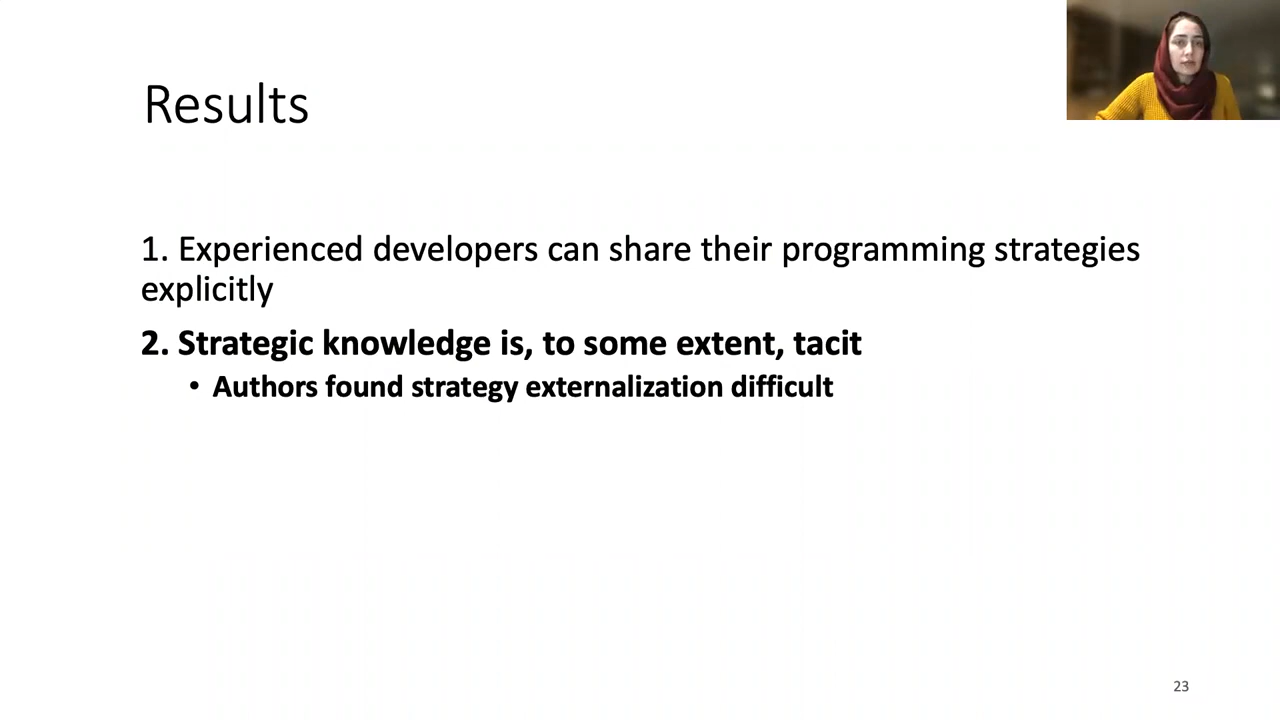 Results
1. Experienced developers can share their programming strategies
explicitly
2. Strategic knowledge is, to some extent, tacit
• Authors found strategy externalization difficult
23